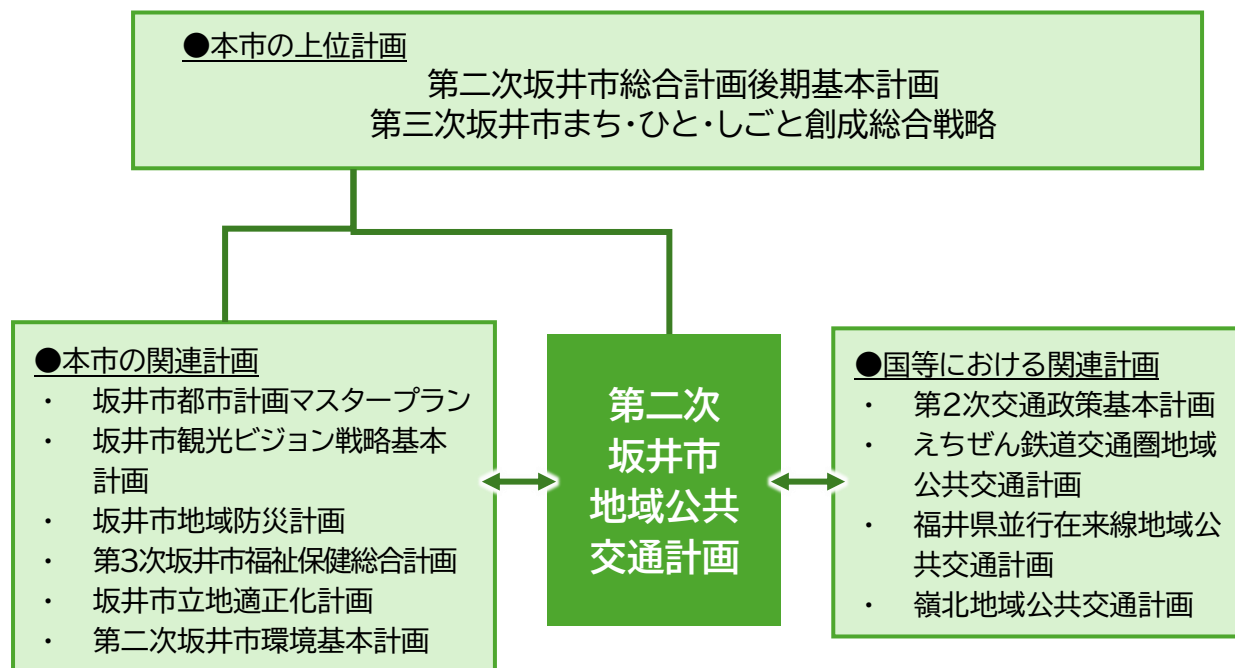 ●本市の上位計画
第二次坂井市総合計画後期基本計画
第三次坂井市まち・ひと・しごと創成総合戦略
●本市の関連計画
・ 坂井市都市計画マスタープラン
・ 坂井市観光ビジョン戦略基本
計画
・ 坂井市地域防災計画
・ 第3次坂井市福祉保健総合計画
・ 坂井市立地適正化計画
・ 第二次坂井市環境基本計画
第二次
坂井市
地域公共
交通計画
●国等における関連計画
・ 第2次交通政策基本計画
・ えちぜん鉄道交通圏地域
公共交通計画
・ 福井県並行在来線地域公
共交通計画
・ 嶺北地域公共交通計画